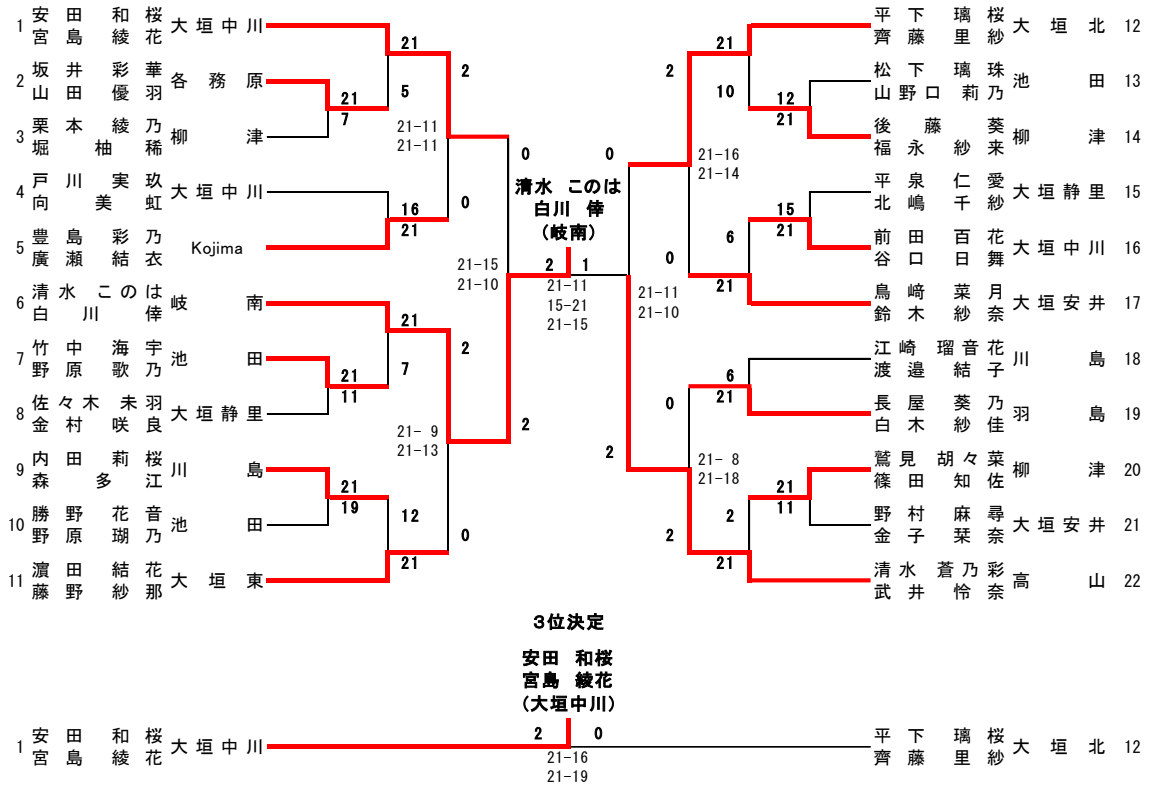 1 安田 和桜 大垣中川
宮島 綾花
21
2 坂井 彩華 各務原
山田 優羽
21
7
5
2
3 栗本 綾乃 柳津
堀 柚稀
21-11
21-11
4 戸川 実玖 大垣中川
向 美虹
16
21
0
5 豊島 彩乃 Kojima
廣瀬 結衣
0
21-15
21-10
6 清水 このは 岐南
白川 倖
21
7 竹中 海宇 池田
野原 歌乃
21
11
7
2
8 佐々木 未羽 大垣静里
金村 咲良
21- 9
21-13
2
9 内田 莉桜 川島
森 多江
21
19
10 勝野 花音 池田
野原 瑚乃
12
0
11 濵田 結花 大垣東
藤野 紗那
21
清水 このは
白川 倖
(岐南)
2 1
21-11
15-21
21-15
平下 璃桜 大垣北 12
齊藤 里紗
21
2
松下 璃珠 池田 13
山野口 莉乃
10
12
21
後藤 葵 柳津 14
福永 紗来
0
21-16
21-14
平泉 仁愛 大垣静里 15
北嶋 千紗
15
21
6
前田 百花 大垣中川 16
谷口 日舞
0
21
21-11
21-10
鳥﨑 菜月 大垣安井 17
鈴木 紗奈
江崎 瑠音花 川島 18
渡邉 結子
6
21
0
長屋 葵乃 羽島 19
白木 紗佳
2
21- 8
21-18
鷲見 胡々菜 柳津 20
篠田 知佐
21
11
2
野村 麻尋 大垣安井 21
金子 栞奈
2
21
清水 蒼乃彩 高山 22
武井 怜奈
3位決定
安田 和桜
宮島 綾花
(大垣中川)
1 安田 和桜 大垣中川
宮島 綾花
2 0
21-16
21-19
平下 璃桜 大垣北 12
齊藤 里紗